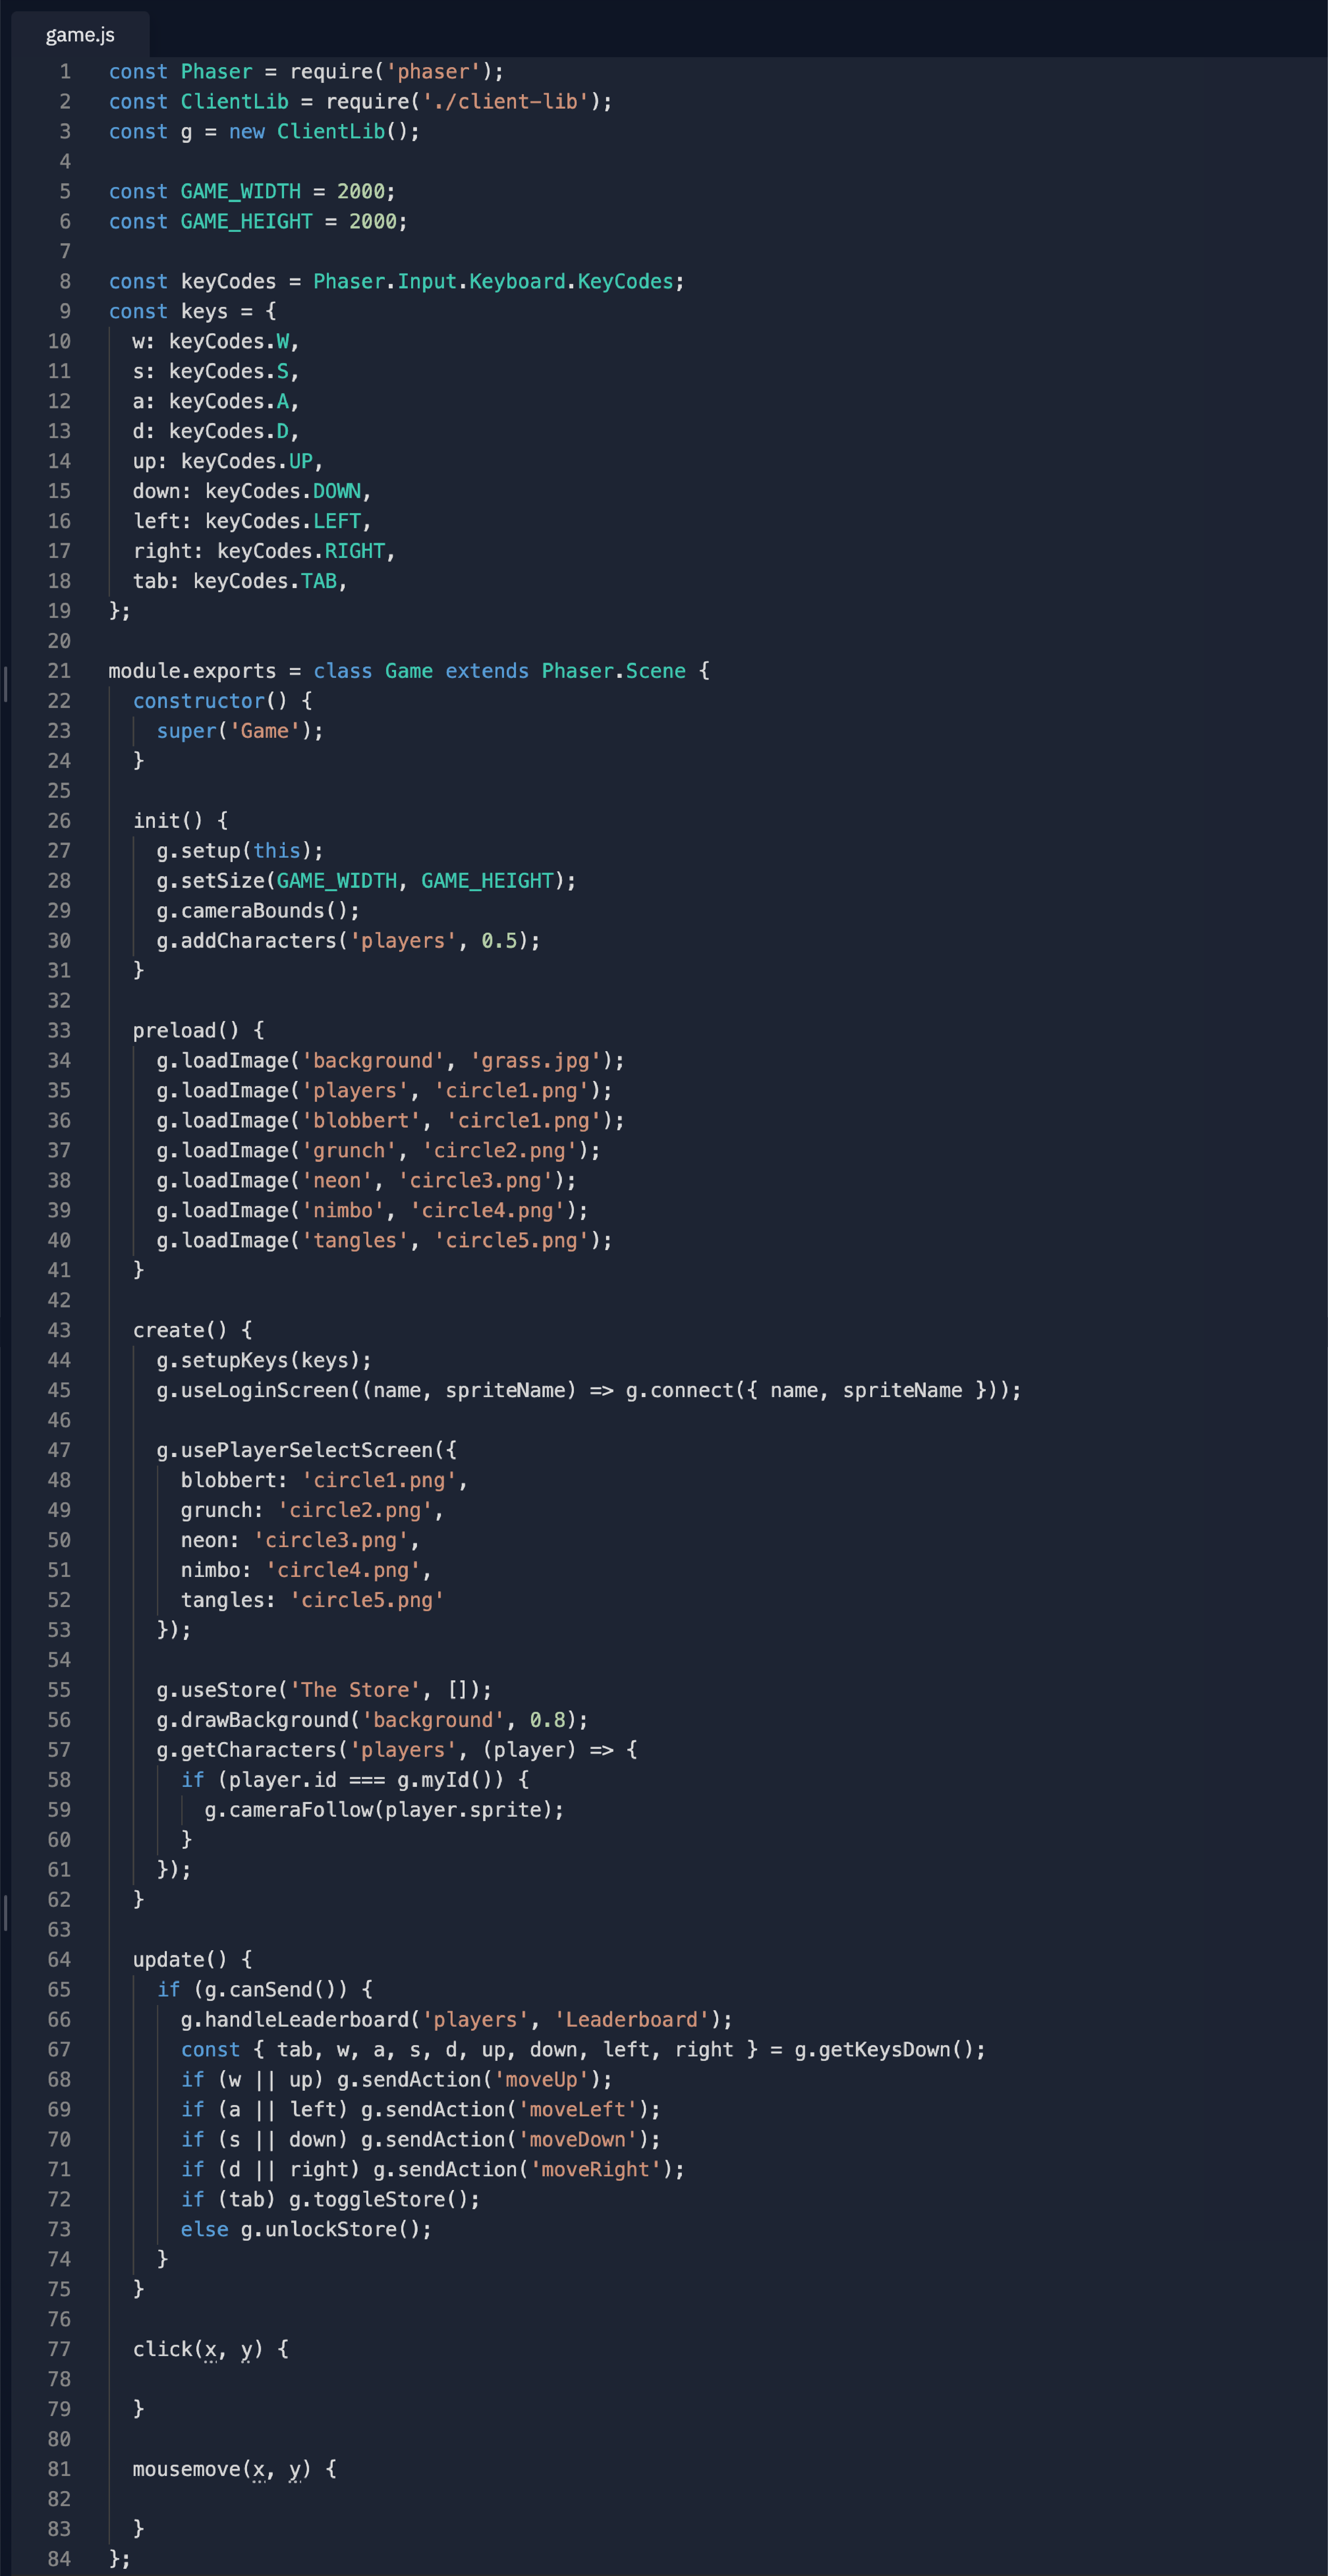 game.js
1 const Phaser = require('phaser');
2 const ClientLib = require('./client-lib');
3 const g = new ClientLib();
4
5 const GAME_WIDTH = 2000;
6 const GAME_HEIGHT = 2000;
7
8 const keyCodes = Phaser.Input.Keyboard.KeyCodes;
9 const keys = {
10   w: keyCodes.W,
11   s: keyCodes.S,
12   a: keyCodes.A,
13   d: keyCodes.D,
14   up: keyCodes.UP,
15   down: keyCodes.DOWN,
16   left: keyCodes.LEFT,
17   right: keyCodes.RIGHT,
18   tab: keyCodes.TAB,
19 };
20
21 module.exports = class Game extends Phaser.Scene {
22   constructor() {
23     super('Game');
24   }
25
26   init() {
27     g.setup(this);
28     g.setSize(GAME_WIDTH, GAME_HEIGHT);
29     g.cameraBounds();
30     g.addCharacters('players', 0.5);
31   }
32
33   preload() {
34     g.loadImage('background', 'grass.jpg');
35     g.loadImage('players', 'circle1.png');
36     g.loadImage('blobbert', 'circle1.png');
37     g.loadImage('grunch', 'circle2.png');
38     g.loadImage('neon', 'circle3.png');
39     g.loadImage('nimbo', 'circle4.png');
40     g.loadImage('tangles', 'circle5.png');
41   }
42
43   create() {
44     g.setupKeys(keys);
45     g.useLoginScreen((name, spriteName) => g.connect({ name, spriteName }));
46
47     g.usePlayerSelectScreen({
48       blobbert: 'circle1.png',
49       grunch: 'circle2.png',
50       neon: 'circle3.png',
51       nimbo: 'circle4.png',
52       tangles: 'circle5.png'
53     });
54
55     g.useStore('The Store', []);
56     g.drawBackground('background', 0.8);
57     g.getCharacters('players', (player) => {
58       if (player.id === g.myId()) {
59         g.cameraFollow(player.sprite);
60       }
61     });
62   }
63
64   update() {
65     if (g.canSend()) {
66       g.handleLeaderboard('players', 'Leaderboard');
67       const { tab, w, a, s, d, up, down, left, right } = g.getKeysDown();
68       if (w || up) g.sendAction('moveUp');
69       if (a || left) g.sendAction('moveLeft');
70       if (s || down) g.sendAction('moveDown');
71       if (d || right) g.sendAction('moveRight');
72       if (tab) g.toggleStore();
73       else g.unlockStore();
74     }
75   }
76
77   click(x, y) {
78
79   }
80
81   mousemove(x, y) {
82
83   }
84 };